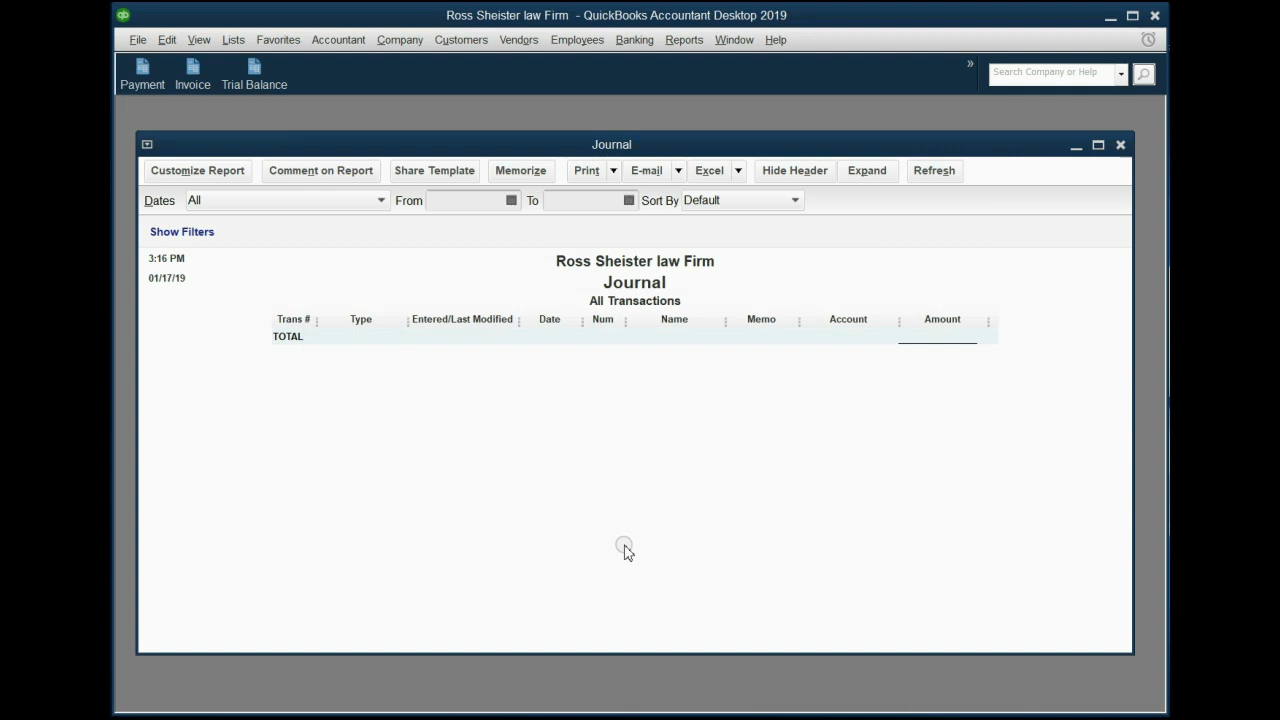 Ross Sheister law Firm - QuickBooks Accountant Desktop 2019
File Edit View Lists Favorites Accountant Company Customers Vendors Employees Banking Reports Window Help
Payment Invoice Trial Balance
Search Company or Help
Journal
Customize Report Comment on Report Share Template Memorize Print E-mail Excel Hide Header Expand Refresh
Dates All From To Sort By Default
Show Filters
3:16 PM
01/17/19
Ross Sheister law Firm
Journal
All Transactions
Trans # Type Entered/Last Modified Date Num Name Memo Account Amount
TOTAL